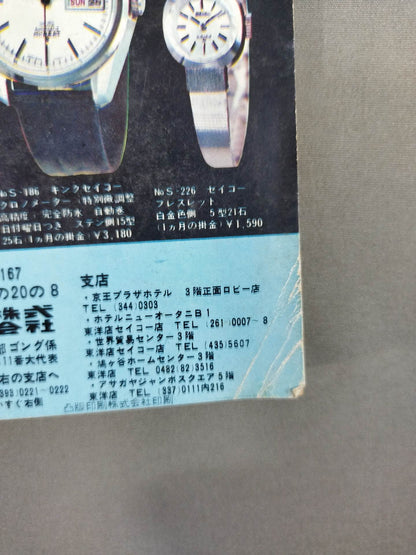 SUN 26
SEIKO
No S-186 キングセイコー
クロノメーター (特別微調整
高精度・完全防水 自動巻
日曜日つき ステン側15型
25石(1ヵ月の掛金)￥3,180
No S-226 セイコー
ブレスレット
白金色側 5型21石
(1ヵ月の掛金)￥1,590
167
の20の8
株式
会社
部ゴング係
11番大代表
右の支店へ
393)0221〜0222
すぐ右側
支店
・京王プラザホテル 3階正面ロビー店
TEL (344)0303
・ホテルニューオータニB1
東洋店セイコー店 TEL (261)0007〜8
・世界貿易センター3階
東洋店セイコー店 TEL (435)5607
・鳩ヶ谷ホームセンター3階
東洋店 TEL 0482(82)3516
・アサガヤジャンボスクエア5階
東洋店 TEL (337)0111内216
凸版印刷株式会社印刷